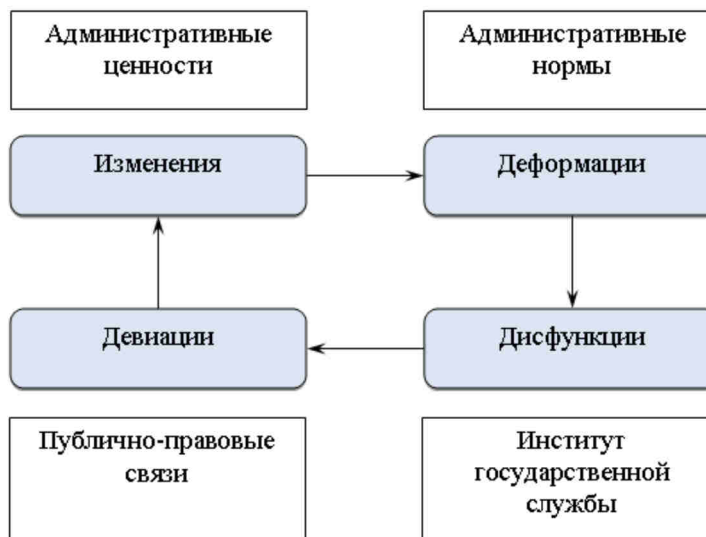 Административные
ценности
Административные
нормы
Изменения
Деформации
Девиации
Дисфункции
Публично-правовые
связи
Институт
государственной
службы